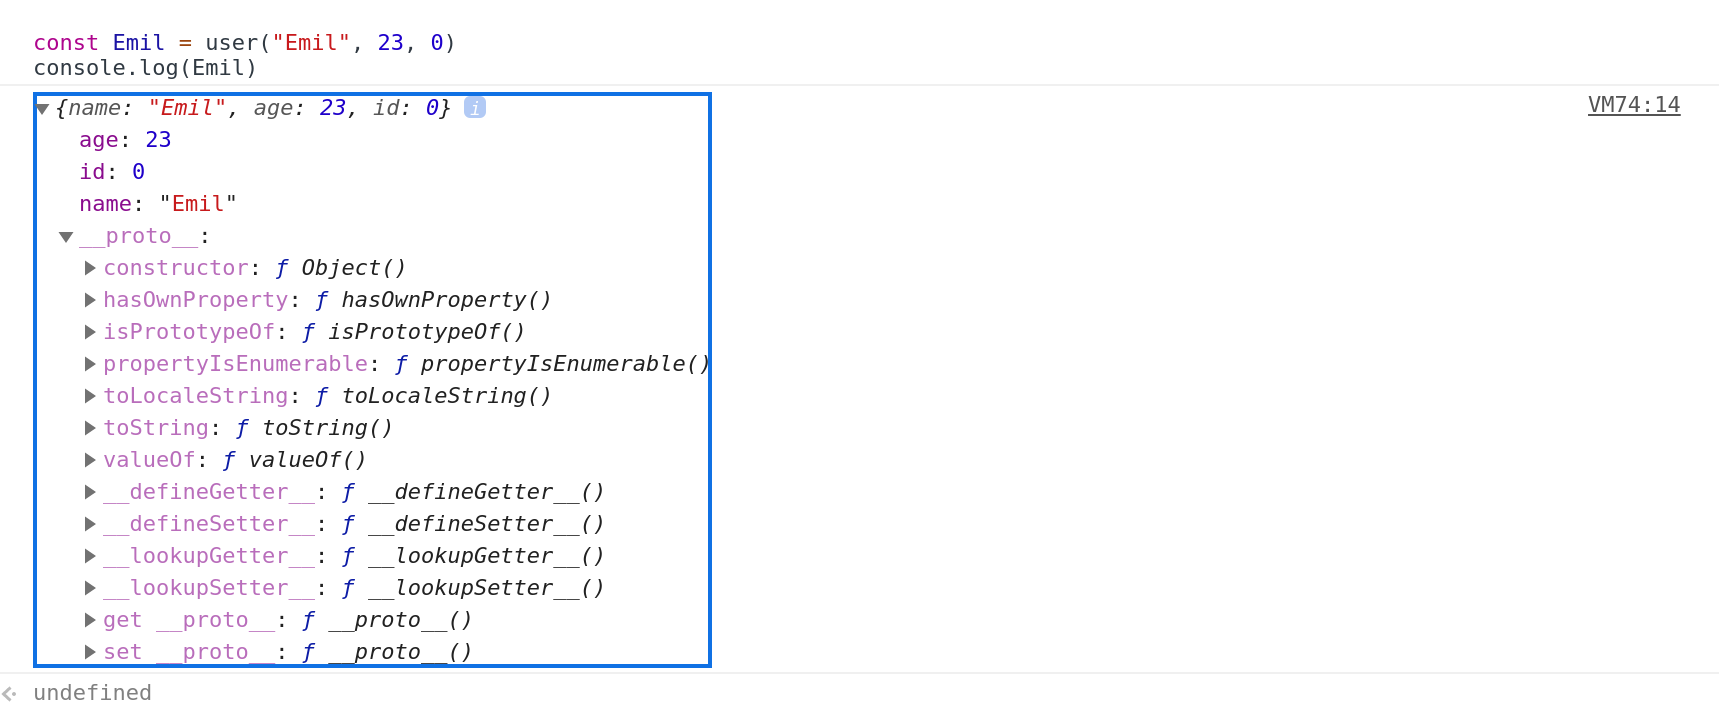 const Emil = user("Emil", 23, 0)
console.log(Emil)
{name: "Emil", age: 23, id: 0} i
VM74:14
age: 23
id: 0
name: "Emil"
__proto__:
constructor: ƒ Object()
hasOwnProperty: ƒ hasOwnProperty()
isPrototypeOf: ƒ isPrototypeOf()
propertyIsEnumerable: ƒ propertyIsEnumerable()
toLocaleString: ƒ toLocaleString()
toString: ƒ toString()
valueOf: ƒ valueOf()
__defineGetter__: ƒ __defineGetter__()
__defineSetter__: ƒ __defineSetter__()
__lookupGetter__: ƒ __lookupGetter__()
__lookupSetter__: ƒ __lookupSetter__()
get __proto__: ƒ __proto__()
set __proto__: ƒ __proto__()
undefined